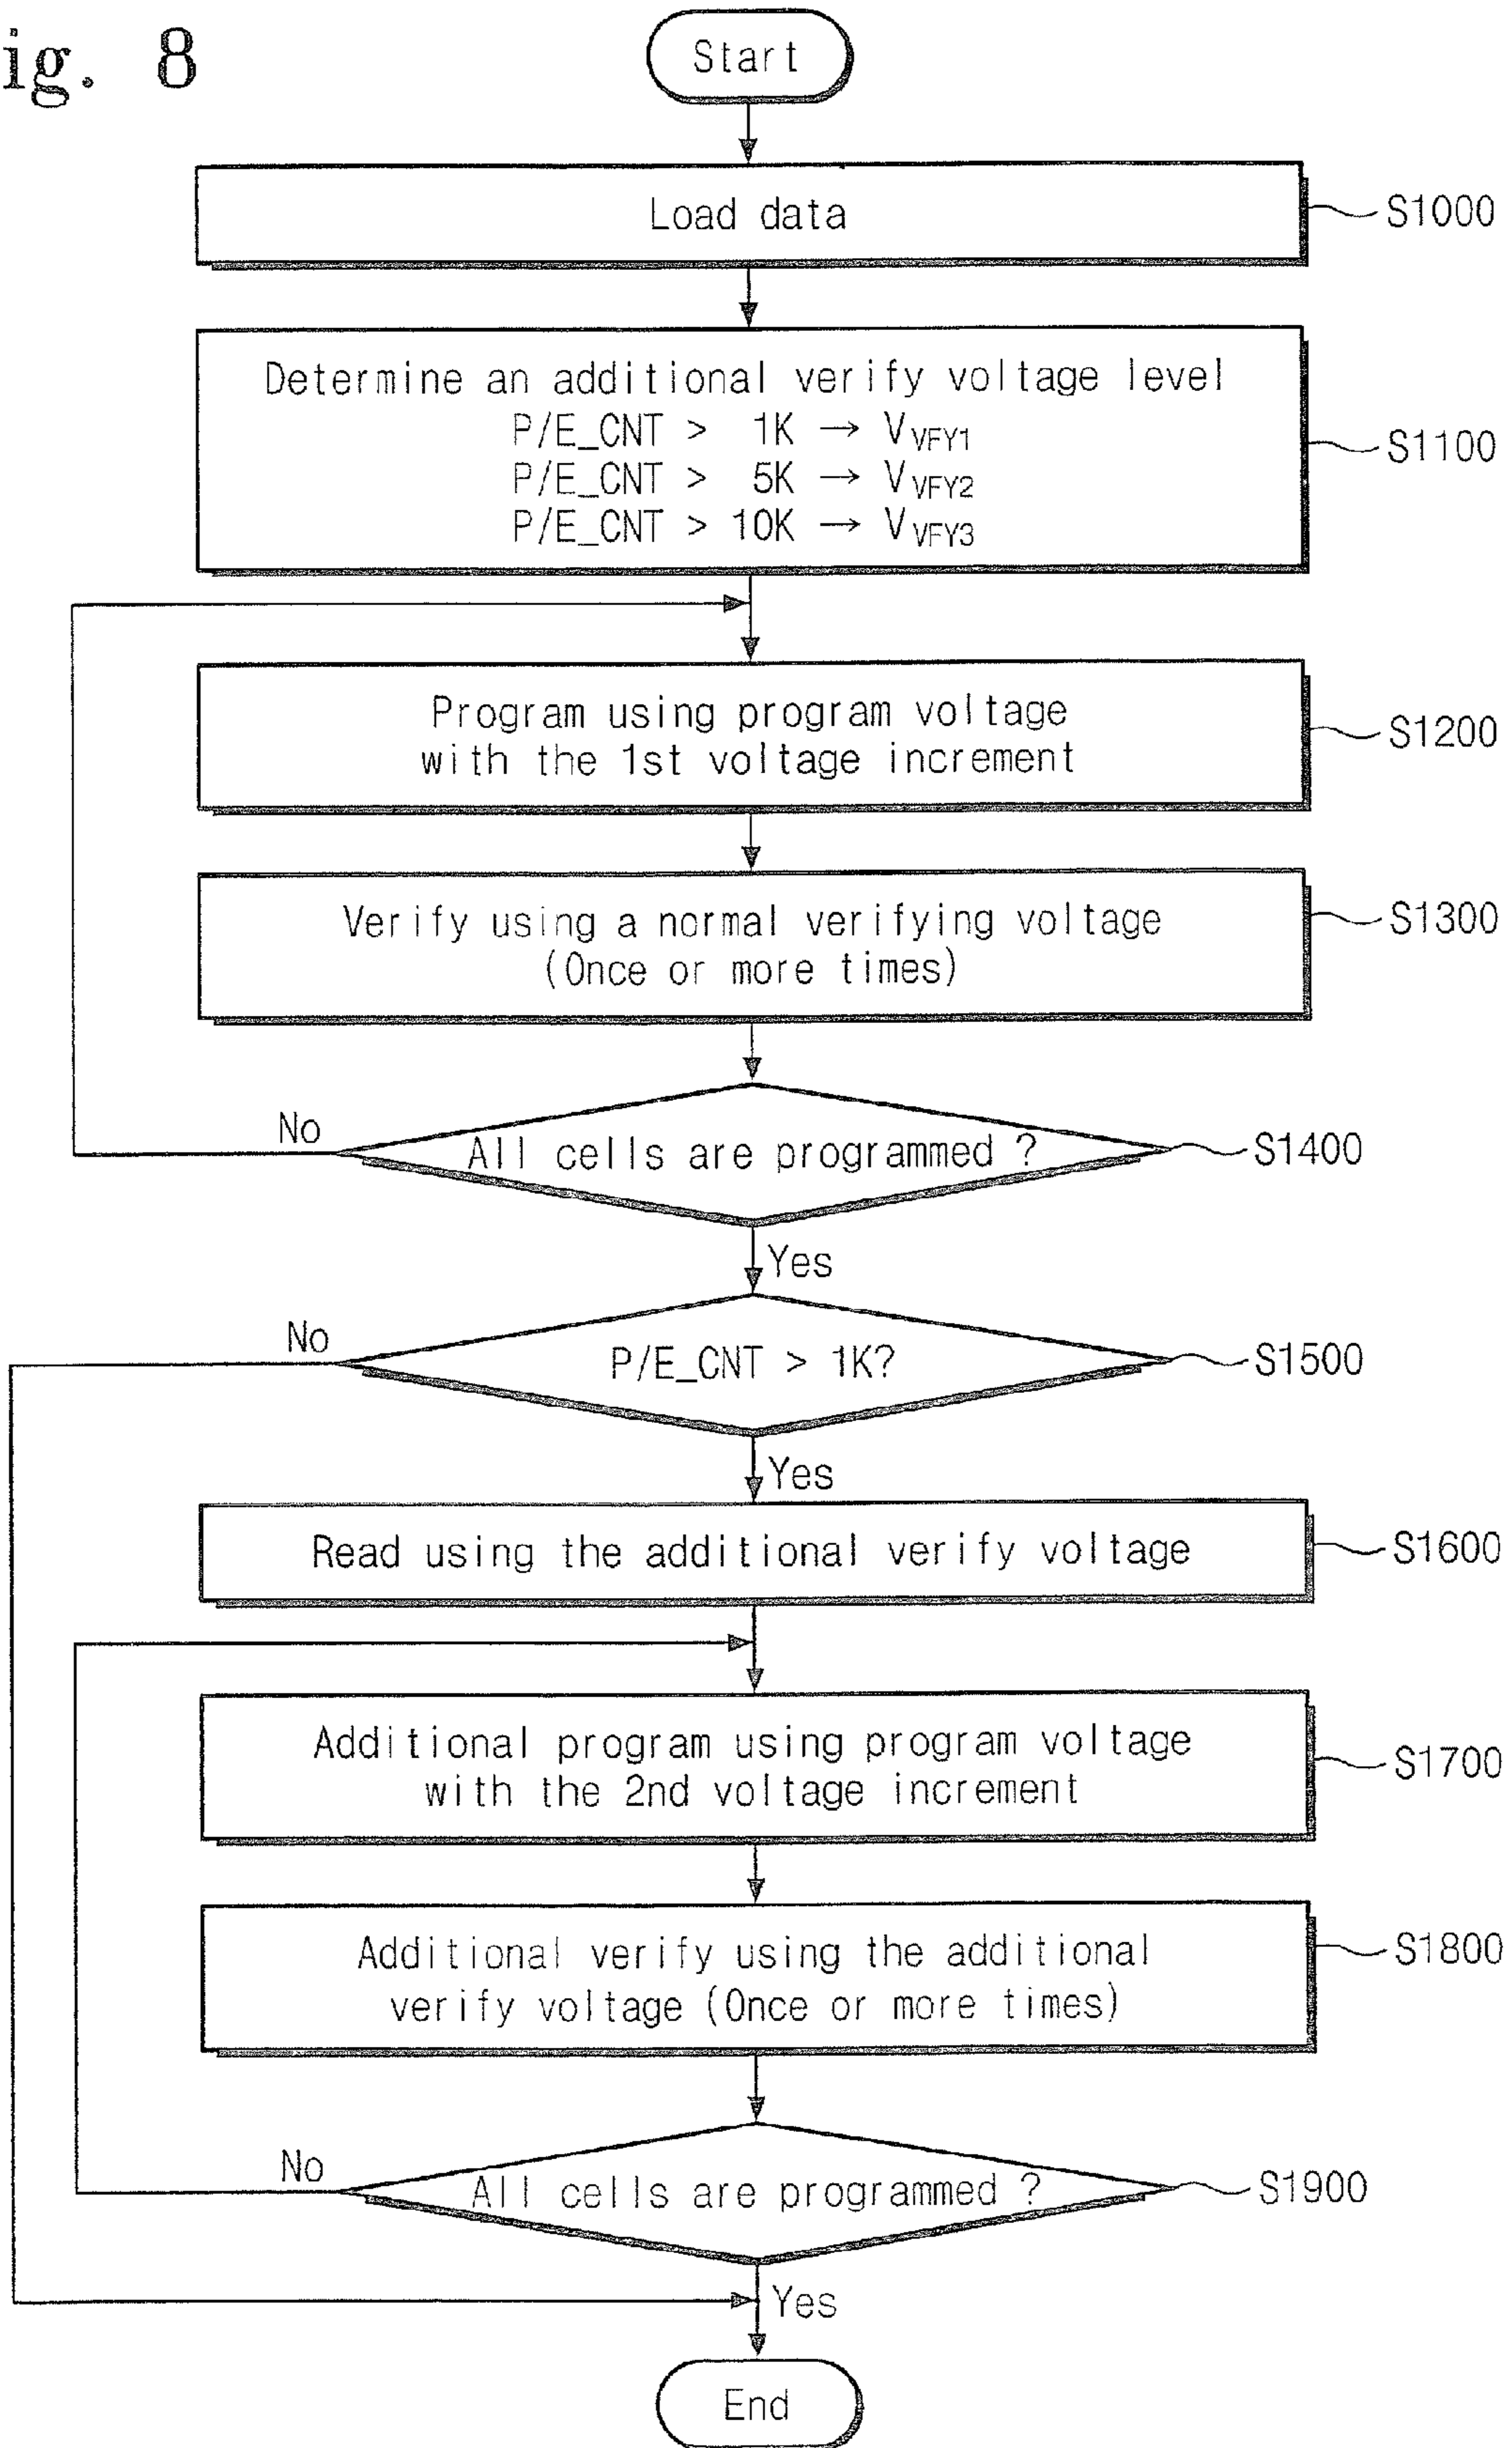 ig. 8
Start
Load data
S1000
Determine an additional verify voltage level
P/E_CNT > 1K → VVFY1
P/E_CNT > 5K → VVFY2
P/E_CNT > 10K → VVFY3
S1100
Program using program voltage
with the 1st voltage increment
S1200
Verify using a normal verifying voltage
(Once or more times)
S1300
No
All cells are programmed ?
S1400
Yes
No
P/E_CNT > 1K?
S1500
Yes
Read using the additional verify voltage
S1600
Additional program using program voltage
with the 2nd voltage increment
S1700
Additional verify using the additional
verify voltage (Once or more times)
S1800
No
All cells are programmed ?
S1900
Yes
End